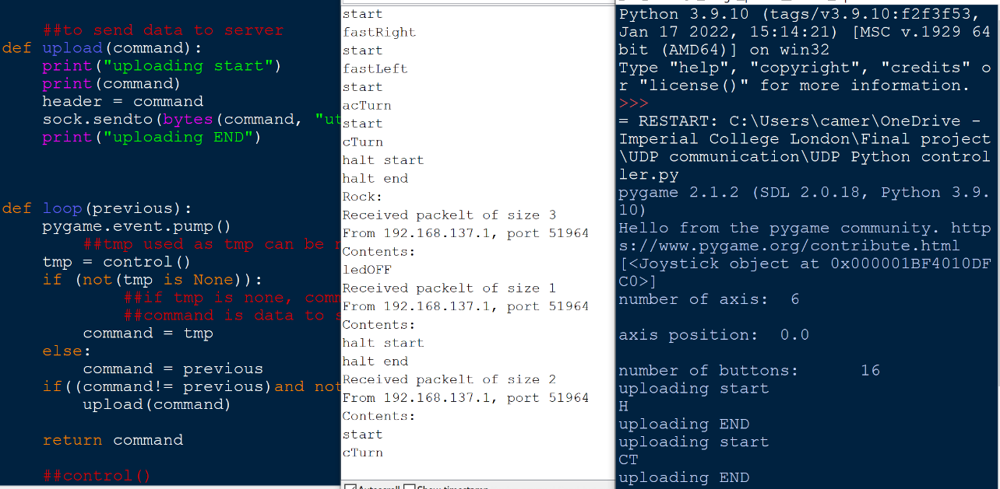 ##to send data to server
def upload(command):
print("uploading start")
print(command)
header = command
sock.sendto(bytes(command, "ut
print("uploading END")
def loop(previous):
pygame.event.pump()
##tmp used as tmp can be
tmp = control()
if (not(tmp is None)):
##if tmp is none, com
##command is data to s
command = tmp
else:
command = previous
if((command!= previous)and not
upload(command)
return command
##control()
start
fastRight
start
fastLeft
start
acTurn
start
cTurn
halt start
halt end
Rock:
Received packelt of size 3
From 192.168.137.1, port 51964
Contents:
ledOFF
Received packelt of size 1
From 192.168.137.1, port 51964
Contents:
halt start
halt end
Received packelt of size 2
From 192.168.137.1, port 51964
Contents:
start
cTurn
Autoscroll Show timestamp
Python 3.9.10 (tags/v3.9.10:f2f3f53,
Jan 17 2022, 15:14:21) [MSC v.1929 64
bit (AMD64)] on win32
Type "help", "copyright", "credits" o
r "license()" for more information.
>>>
= RESTART: C:\Users\camer\OneDrive -
Imperial College London\Final project
\UDP communication\UDP Python control
ler.py
pygame 2.1.2 (SDL 2.0.18, Python 3.9.
10)
Hello from the pygame community. http
s://www.pygame.org/contribute.html
[<Joystick object at 0x000001BF4010DF
C0>]
number of axis: 6
axis position: 0.0
number of buttons: 16
uploading start
H
uploading END
uploading start
CT
uploading END